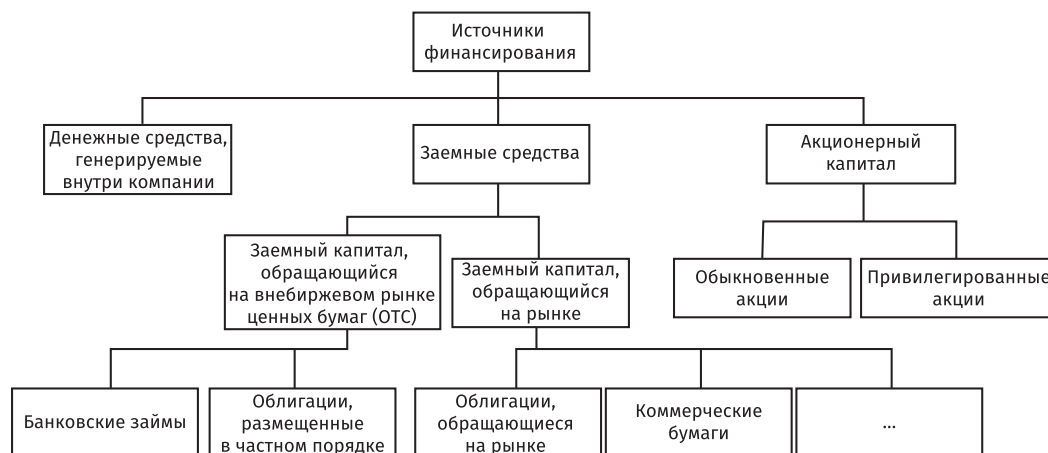 Источники
финансирования
Денежные средства,
генерируемые
внутри компании
Заемные средства
Акционерный
капитал
Заемный капитал,
обращающийся
на внебиржевом рынке
ценных бумаг (ОТС)
Заемный капитал,
обращающийся
на рынке
Обыкновенные
акции
Привилегированные
акции
Банковские займы
Облигации,
размещенные
в частном порядке
Облигации,
обращающиеся
на рынке
Коммерческие
бумаги
...